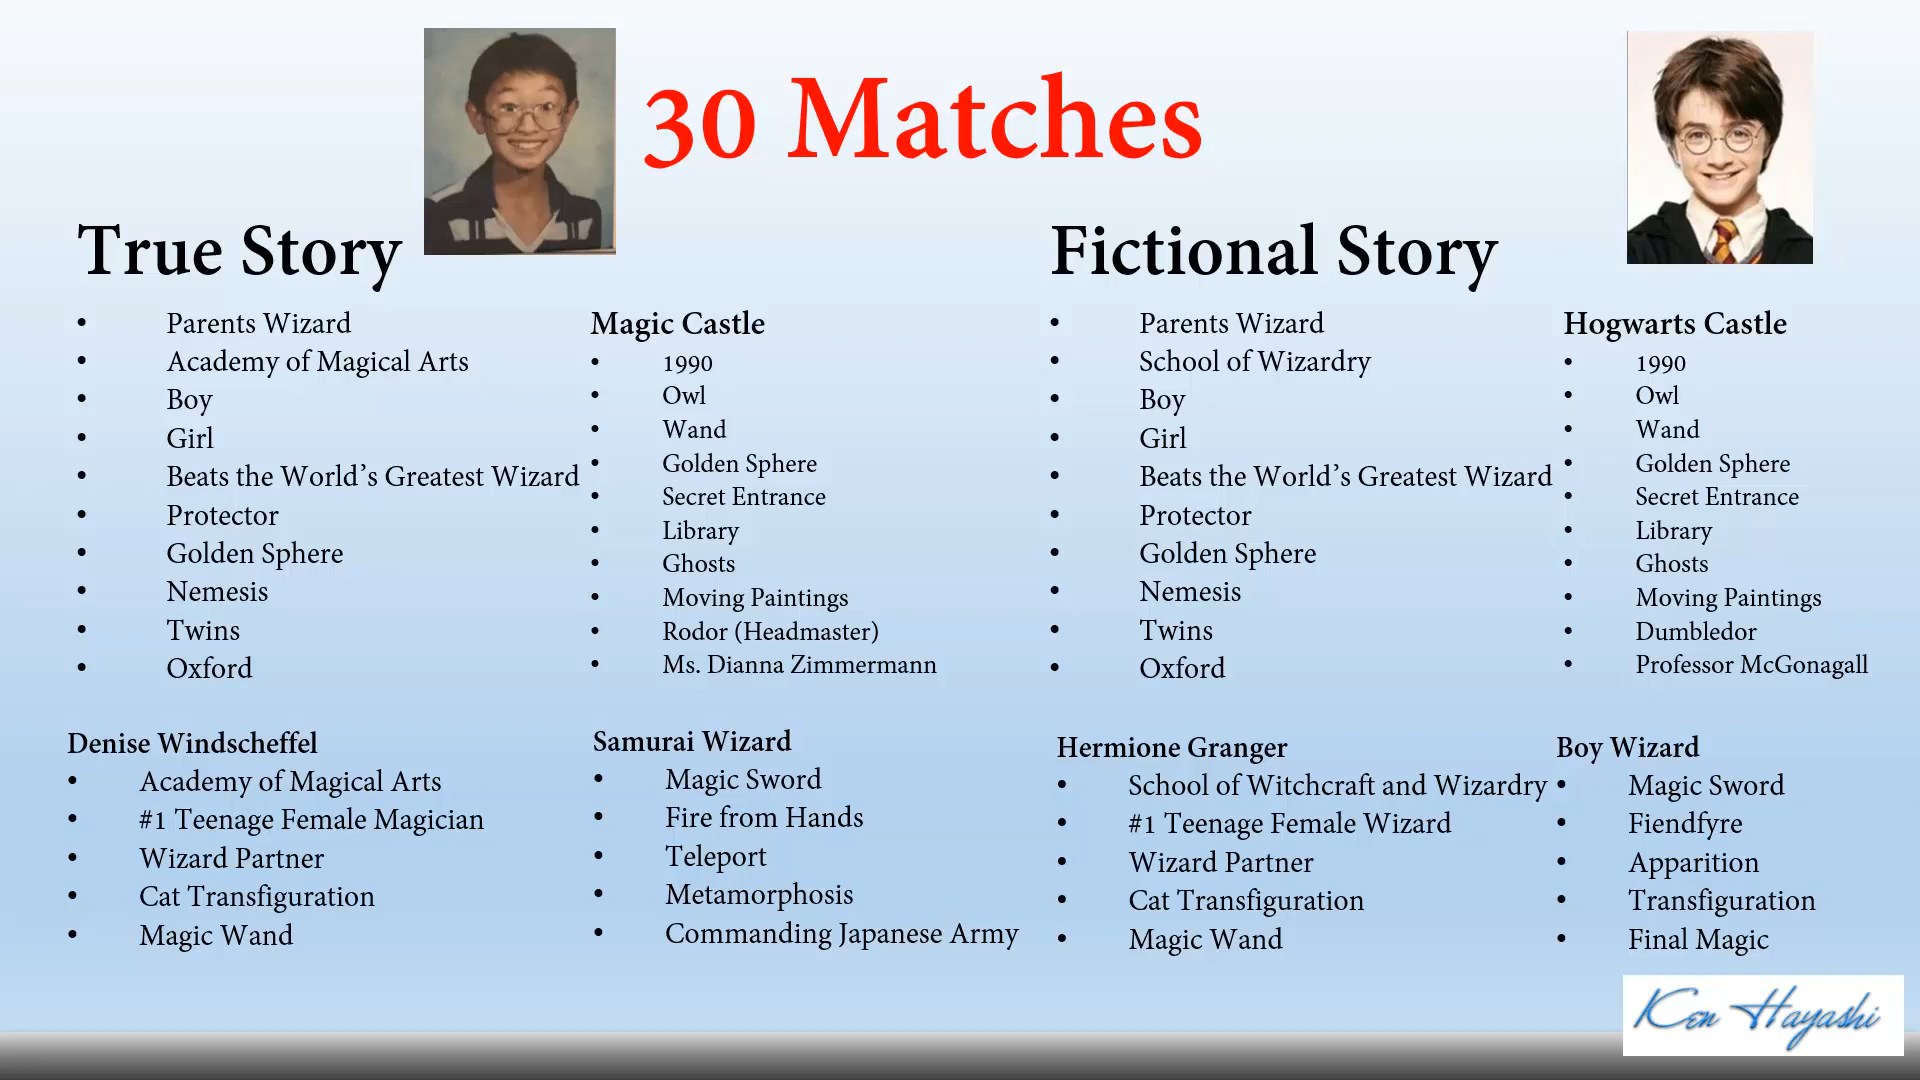 30 Matches
True Story
• Parents Wizard
• Academy of Magical Arts
• Boy
• Girl
• Beats the World’s Greatest Wizard
• Protector
• Golden Sphere
• Nemesis
• Twins
• Oxford
Magic Castle
• 1990
• Owl
• Wand
• Golden Sphere
• Secret Entrance
• Library
• Ghosts
• Moving Paintings
• Rodor (Headmaster)
• Ms. Dianna Zimmermann
Denise Windscheffel
• Academy of Magical Arts
• #1 Teenage Female Magician
• Wizard Partner
• Cat Transfiguration
• Magic Wand
Samurai Wizard
• Magic Sword
• Fire from Hands
• Teleport
• Metamorphosis
• Commanding Japanese Army
Fictional Story
• Parents Wizard
• School of Wizardry
• Boy
• Girl
• Beats the World’s Greatest Wizard
• Protector
• Golden Sphere
• Nemesis
• Twins
• Oxford
Hogwarts Castle
• 1990
• Owl
• Wand
• Golden Sphere
• Secret Entrance
• Library
• Ghosts
• Moving Paintings
• Dumbledor
• Professor McGonagall
Hermione Granger
• School of Witchcraft and Wizardry
• #1 Teenage Female Wizard
• Wizard Partner
• Cat Transfiguration
• Magic Wand
Boy Wizard
• Magic Sword
• Fiendfyre
• Apparition
• Transfiguration
• Final Magic
Ken Hayashi